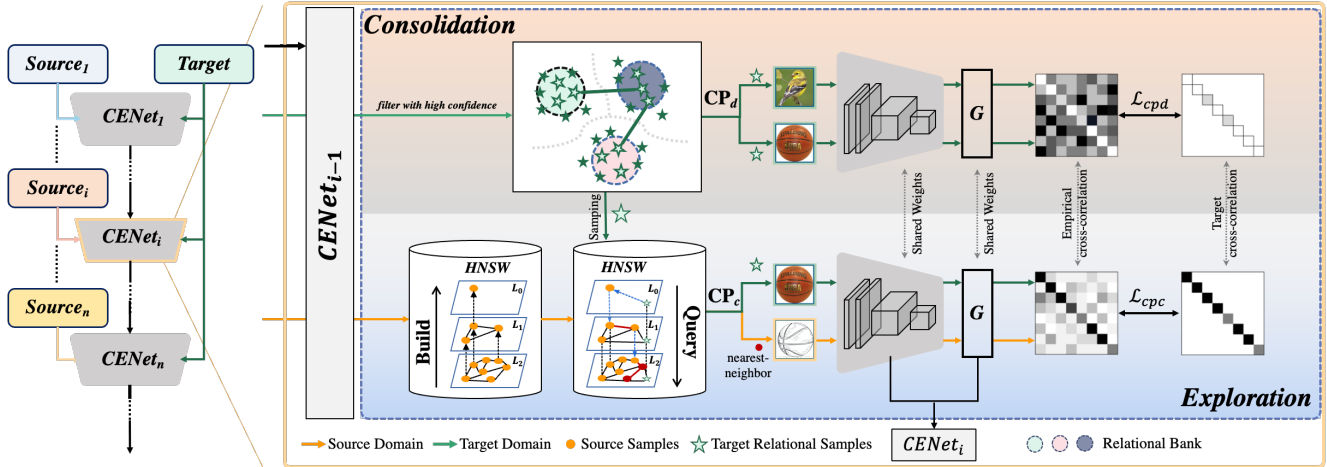 Source1
Target
CENet1
Sourcei
CENeti
Sourcen
CENetn
CENeti−1
Consolidation
filter with high confidence
CPd
G
ℒcpd
Samping
Shared Weights
Shared Weights
Empirical
cross-correlation
Target
cross-correlation
HNSW
Build
L0
L1
L2
HNSW
L0
L1
L2
Query
CPc
nearest-
neighbor
G
ℒcpc
Exploration
CENeti
Source Domain
Target Domain
Source Samples
Target Relational Samples
Relational Bank